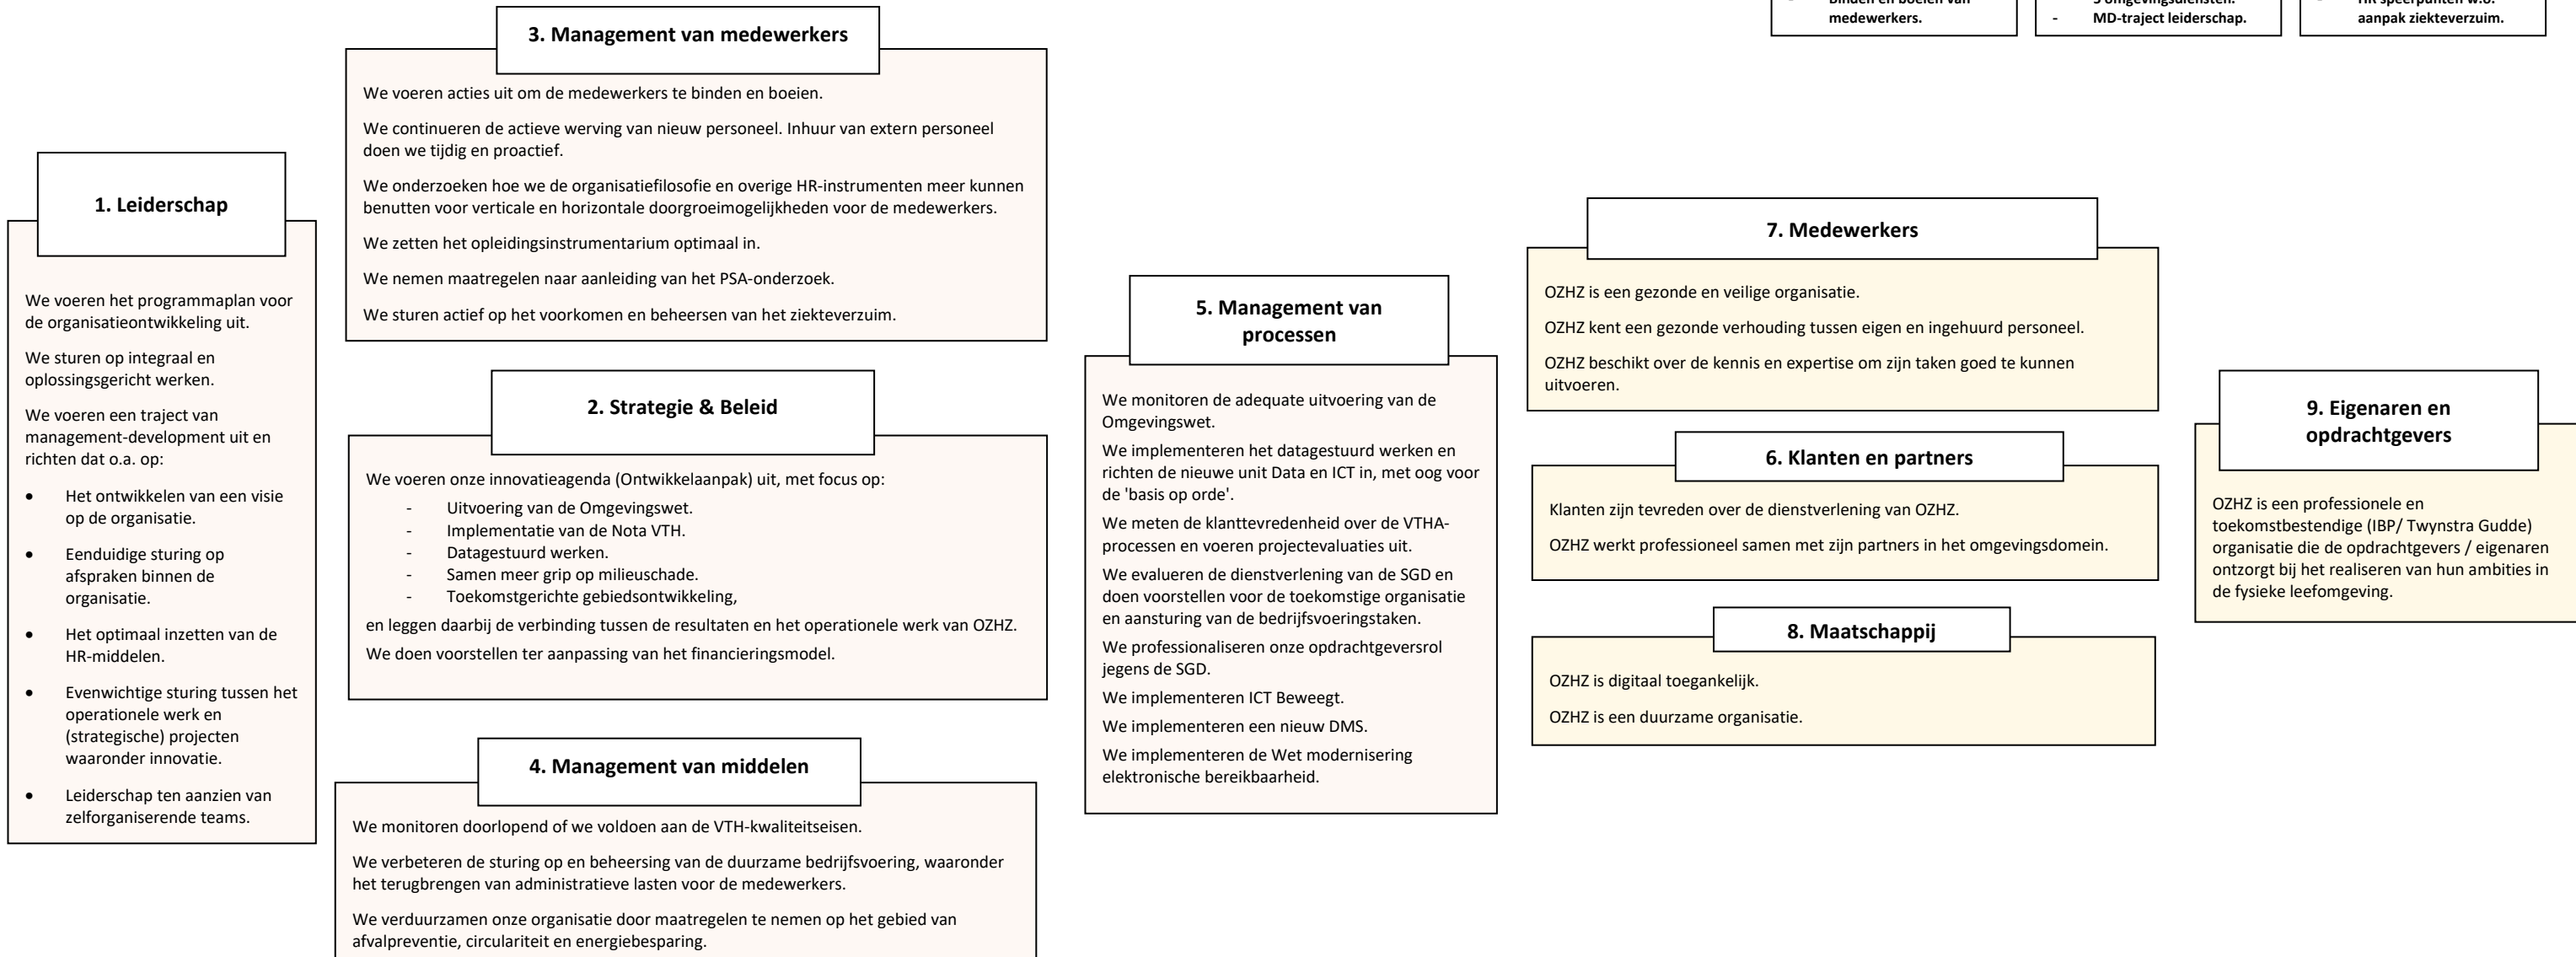 medewerkers.
5 omgevingsdiensten.
- MD-traject leiderschap.
aanpak ziekteverzuim.
3. Management van medewerkers
We voeren acties uit om de medewerkers te binden en boeien.
We continueren de actieve werving van nieuw personeel. Inhuur van extern personeel
doen we tijdig en proactief.
We onderzoeken hoe we de organisatiefilosofie en overige HR-instrumenten meer kunnen
benutten voor verticale en horizontale doorgroeimogelijkheden voor de medewerkers.
We zetten het opleidingsinstrumentarium optimaal in.
We nemen maatregelen naar aanleiding van het PSA-onderzoek.
We sturen actief op het voorkomen en beheersen van het ziekteverzuim.
1. Leiderschap
We voeren het programmaplan voor
de organisatieontwikkeling uit.
We sturen op integraal en
oplossingsgericht werken.
We voeren een traject van
management-development uit en
richten dat o.a. op:
• Het ontwikkelen van een visie
op de organisatie.
• Eenduidige sturing op
afspraken binnen de
organisatie.
• Het optimaal inzetten van de
HR-middelen.
• Evenwichtige sturing tussen het
operationele werk en
(strategische) projecten
waaronder innovatie.
• Leiderschap ten aanzien van
zelforganiserende teams.
2. Strategie & Beleid
We voeren onze innovatieagenda (Ontwikkelaanpak) uit, met focus op:
- Uitvoering van de Omgevingswet.
- Implementatie van de Nota VTH.
- Datagestuurd werken.
- Samen meer grip op milieuschade.
- Toekomstgerichte gebiedsontwikkeling,
en leggen daarbij de verbinding tussen de resultaten en het operationele werk van OZHZ.
We doen voorstellen ter aanpassing van het financieringsmodel.
4. Management van middelen
We monitoren doorlopend of we voldoen aan de VTH-kwaliteitseisen.
We verbeteren de sturing op en beheersing van de duurzame bedrijfsvoering, waaronder
het terugbrengen van administratieve lasten voor de medewerkers.
We verduurzamen onze organisatie door maatregelen te nemen op het gebied van
afvalpreventie, circulariteit en energiebesparing.
5. Management van
processen
We monitoren de adequate uitvoering van de
Omgevingswet.
We implementeren het datagestuurd werken en
richten de nieuwe unit Data en ICT in, met oog voor
de 'basis op orde'.
We meten de klanttevredenheid over de VTHA-
processen en voeren projectevaluaties uit.
We evalueren de dienstverlening van de SGD en
doen voorstellen voor de toekomstige organisatie
en aansturing van de bedrijfsvoeringstaken.
We professionaliseren onze opdrachtgeversrol
jegens de SGD.
We implementeren ICT Beweegt.
We implementeren een nieuw DMS.
We implementeren de Wet modernisering
elektronische bereikbaarheid.
7. Medewerkers
OZHZ is een gezonde en veilige organisatie.
OZHZ kent een gezonde verhouding tussen eigen en ingehuurd personeel.
OZHZ beschikt over de kennis en expertise om zijn taken goed te kunnen
uitvoeren.
6. Klanten en partners
Klanten zijn tevreden over de dienstverlening van OZHZ.
OZHZ werkt professioneel samen met zijn partners in het omgevingsdomein.
8. Maatschappij
OZHZ is digitaal toegankelijk.
OZHZ is een duurzame organisatie.
9. Eigenaren en
opdrachtgevers
OZHZ is een professionele en
toekomstbestendige (IBP/ Twynstra Gudde)
organisatie die de opdrachtgevers / eigenaren
ontzorgt bij het realiseren van hun ambities in
de fysieke leefomgeving.